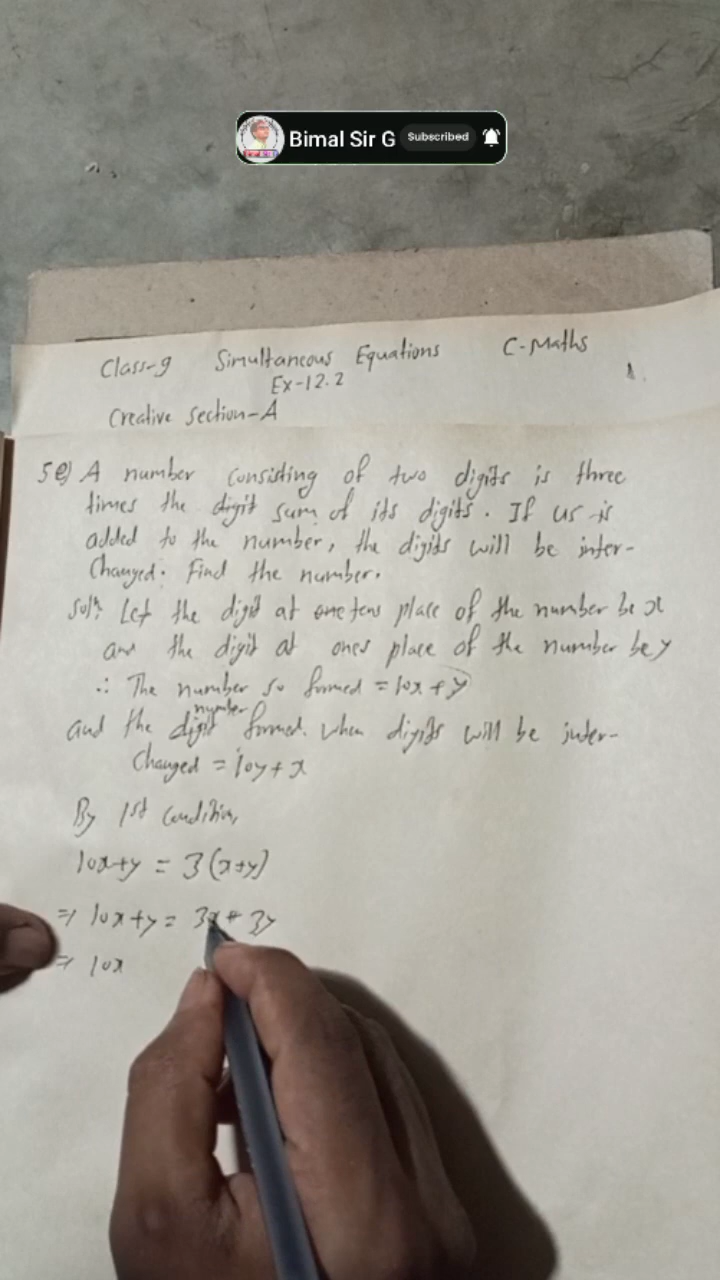 Bimal Sir G Subscribed
Class-9 Simultaneous Equations C-Maths
Ex-12.2
1.
Creative Section-A
5e) A number consisting of two digits is three
times the digit sum of its digits. If 45 is
added to the number, the digits will be inter-
changed. Find the number.
Solⁿ: Let the digit at tens place of the number be x
and the digit at ones place of the number be y
∴ The number so formed = 10x + y
number
and the digit formed when digits will be inter-
changed = 10y + x
By 1st condition,
10x+y = 3(x+y)
⇒ 10x+y = 3x + 3y
⇒ 10x